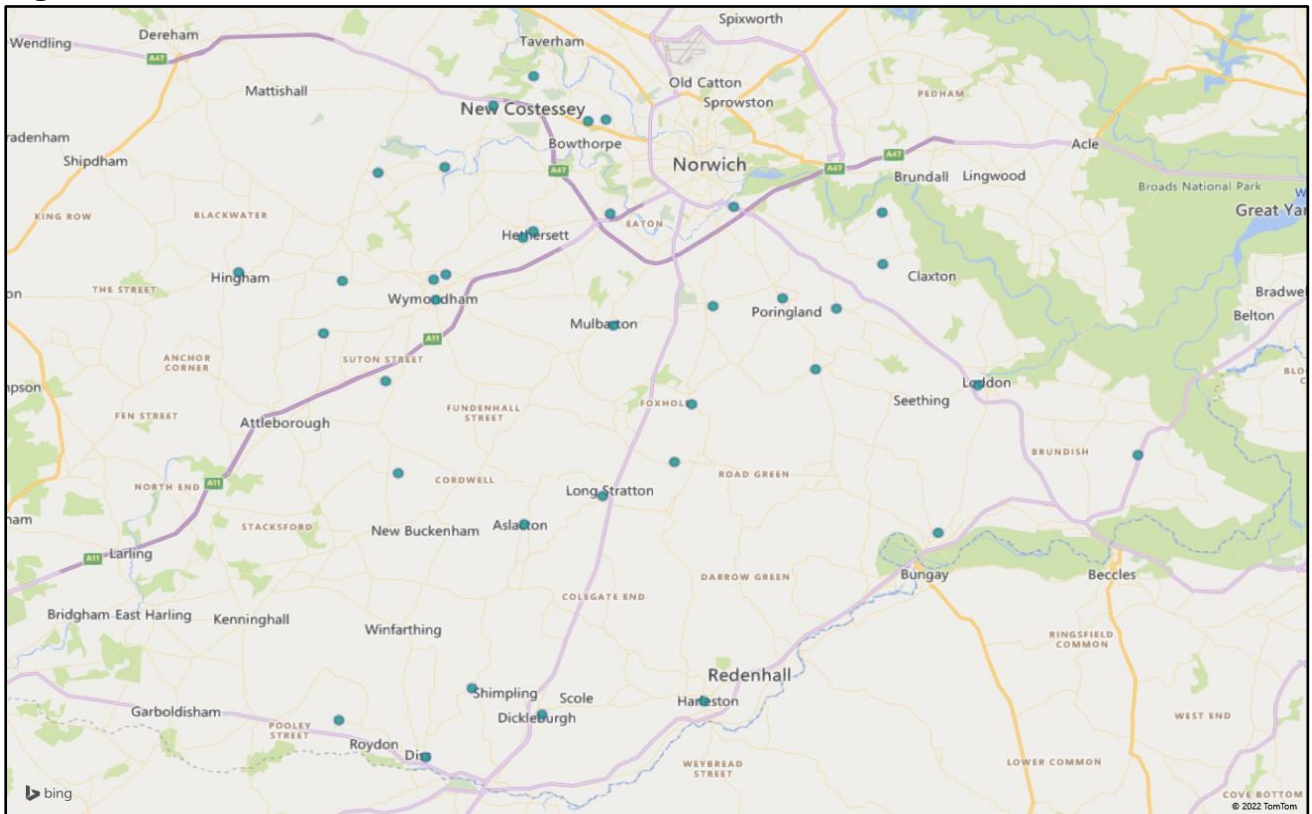 Spixworth
Wendling
Dereham
Taverham
A47
Old Catton
Mattishall
New Costessey
Sprowston
PEDHAM
radenham
Bowthorpe
Acle
Shipdham
Norwich
A47
A47
A47
Brundall
Lingwood
Broads National Park
KING ROW
BLACKWATER
EATON
Great Yar
Hethersett
Hingham
Claxton
THE STREET
on
Wymondham
Bradwel
Poringland
Belton
Mulbarton
A11
ANCHOR
CORNER
SUTON STREET
mpson
Loddon
Seething
FEN STREET
FUNDENHALL
STREET
FOXHOLE
Attleborough
BRUNDISH
NORTH END
A11
CORDWELL
ROAD GREEN
Long Stratton
ham
STACKSFORD
New Buckenham
Aslacton
Larling
A11
Bungay
Beccles
DARROW GREEN
COLEGATE END
Bridgham
East Harling
Kenninghall
Winfarthing
RINGSFIELD
COMMON
Redenhall
Shimpling
Scole
Harleston
Garboldisham
Dickleburgh
WEST END
POOLEY
STREET
Roydon
Diss
WEYBREAD
STREET
LOWER COMMON
bing
COVE BOTTOM
© 2022 TomTom